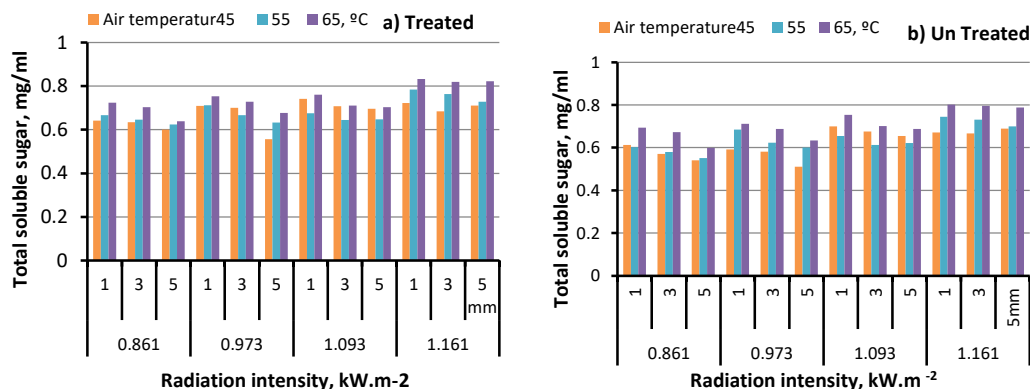 Air temperatur45 55 65, ºC
a) Treated
Total soluble sugar, mg/ml
1
0.8
0.6
0.4
0.2
0
1 3 5 1 3 5 1 3 5 1 3 5 mm
0.861 0.973 1.093 1.161
Radiation intensity, kW.m-2
Air temperature45 55 65, ºC
b) Un Treated
Total soluble sugar, mg/ml
1
0.8
0.6
0.4
0.2
0
1 3 5 1 3 5 1 3 5 1 3 5mm
0.861 0.973 1.093 1.161
Radiation intensity, kW.m -2